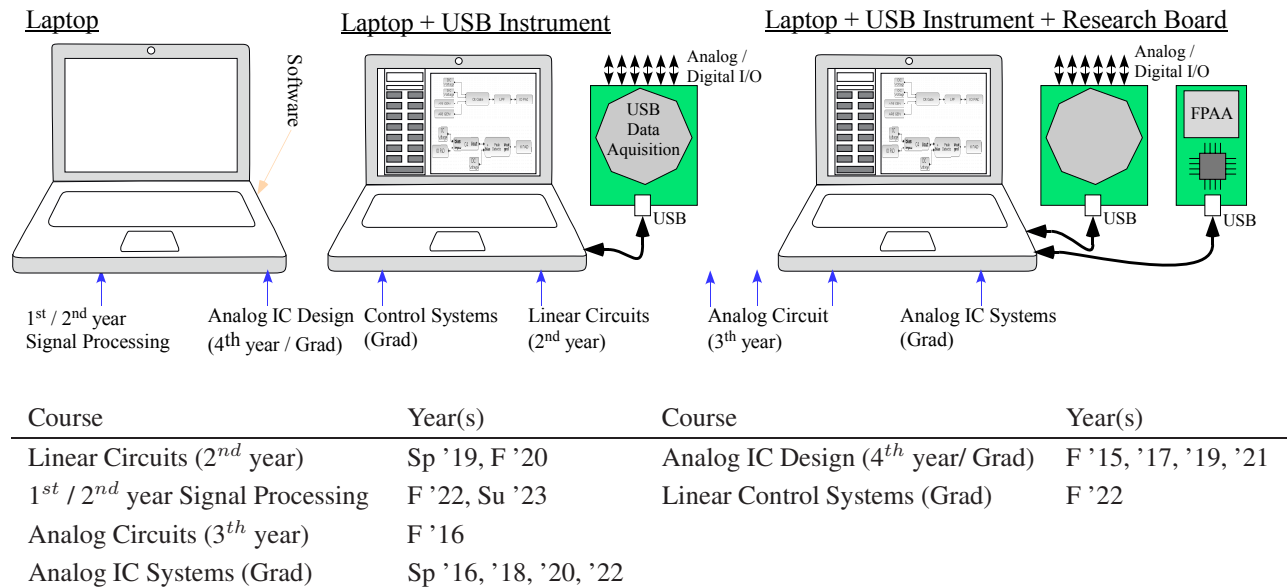 Laptop
Laptop + USB Instrument
Laptop + USB Instrument + Research Board
Software
Analog /
Digital I/O
USB
Data
Aquisition
USB
Analog /
Digital I/O
FPAA
USB
USB
1st / 2nd year
Signal Processing
Analog IC Design
(4th year / Grad)
Control Systems
(Grad)
Linear Circuits
(2nd year)
Analog Circuit
(3th year)
Analog IC Systems
(Grad)
Course Year(s) Course Year(s)
Linear Circuits (2nd year) Sp ’19, F ’20 Analog IC Design (4th year/ Grad) F ’15, ’17, ’19, ’21
1st / 2nd year Signal Processing F ’22, Su ’23 Linear Control Systems (Grad) F ’22
Analog Circuits (3th year) F ’16
Analog IC Systems (Grad) Sp ’16, ’18, ’20, ’22